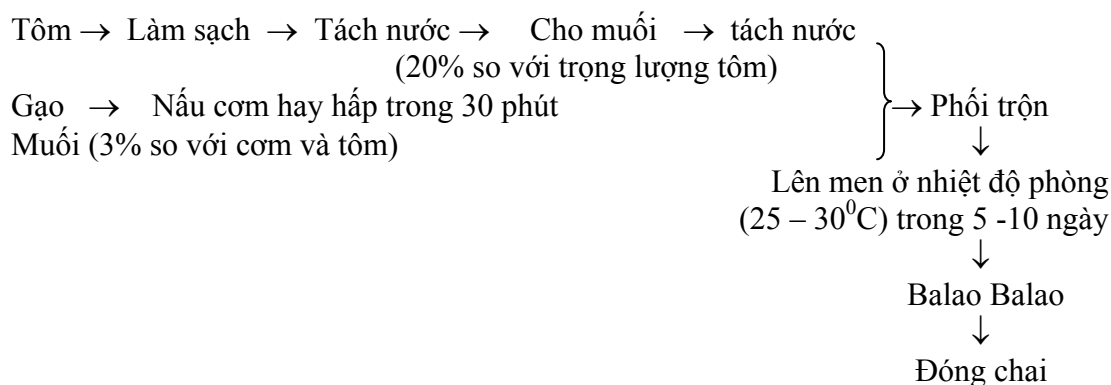 Tôm → Làm sạch → Tách nước → Cho muối → tách nước
(20% so với trọng lượng tôm)
Gạo → Nấu cơm hay hấp trong 30 phút → Phối trộn
Muối (3% so với cơm và tôm) ↓
Lên men ở nhiệt độ phòng
(25 – 30⁰C) trong 5 -10 ngày
↓
Balao Balao
↓
Đóng chai